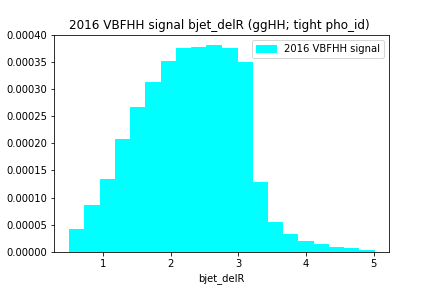 2016 VBFHH signal bjet_delR (ggHH; tight pho_id)
2016 VBFHH signal
0.00040
0.00035
0.00030
0.00025
0.00020
0.00015
0.00010
0.00005
0.00000
1 2 3 4 5
bjet_delR